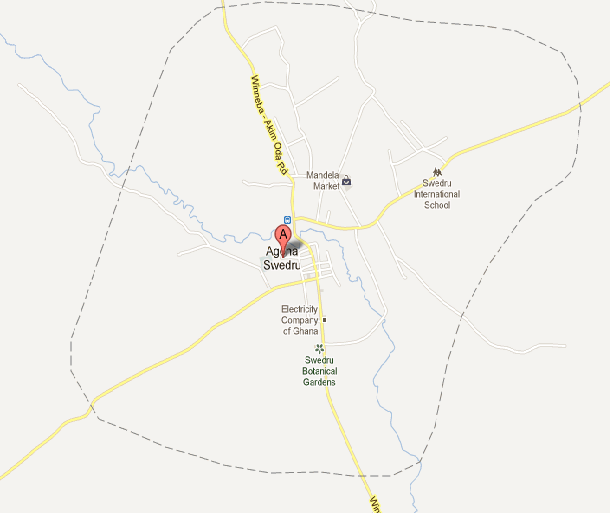 Winneba - Akim Oda Rd
Mandela
Market
Swedru
International
School
A
Agona
Swedru
Electricity
Company
of Ghana
Swedru
Botanical
Gardens
Win